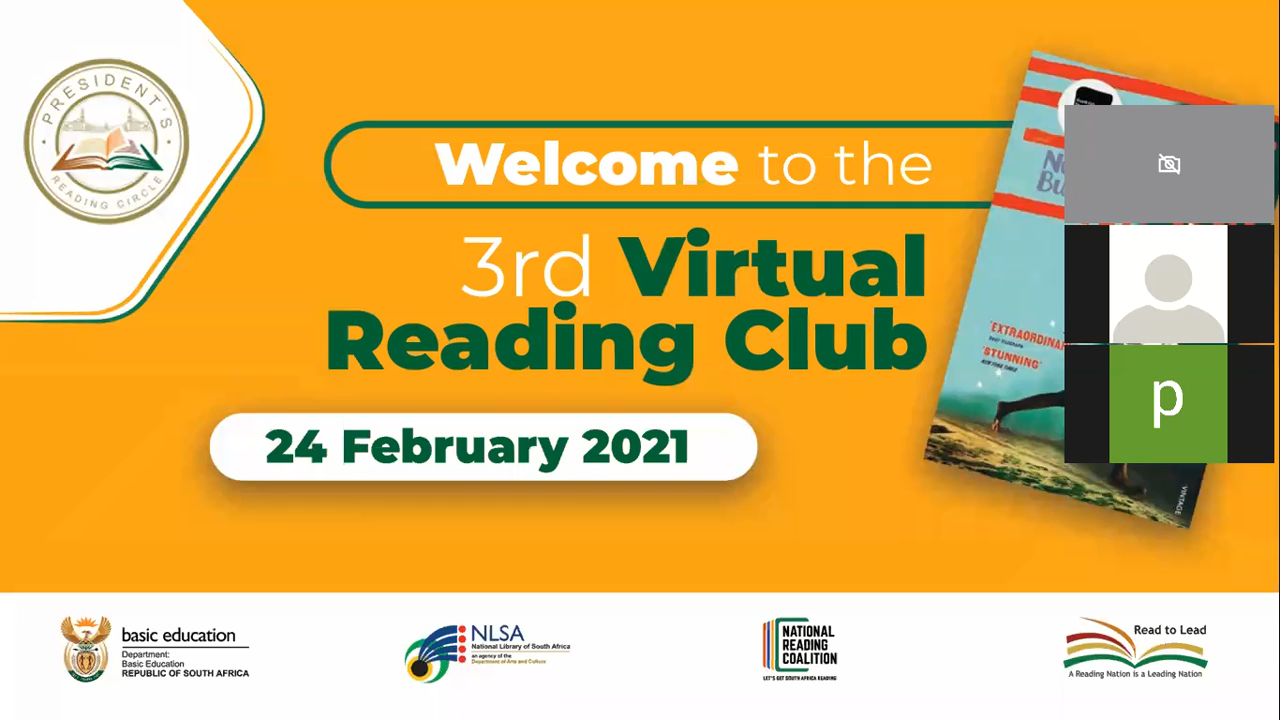 PRESIDENT'S
READING CIRCLE
Welcome to the
3rd Virtual
Reading Club
24 February 2021
'EXTRAORDINAR
'STUNNING'
VINTAGE
p
basic education
Department:
Basic Education
REPUBLIC OF SOUTH AFRICA
NLSA
National Library of South Africa
an agency of the
Department of Arts and Culture
NATIONAL
READING
COALITION
LET'S GET SOUTH AFRICA READING
Read to Lead
A Reading Nation is a Leading Nation